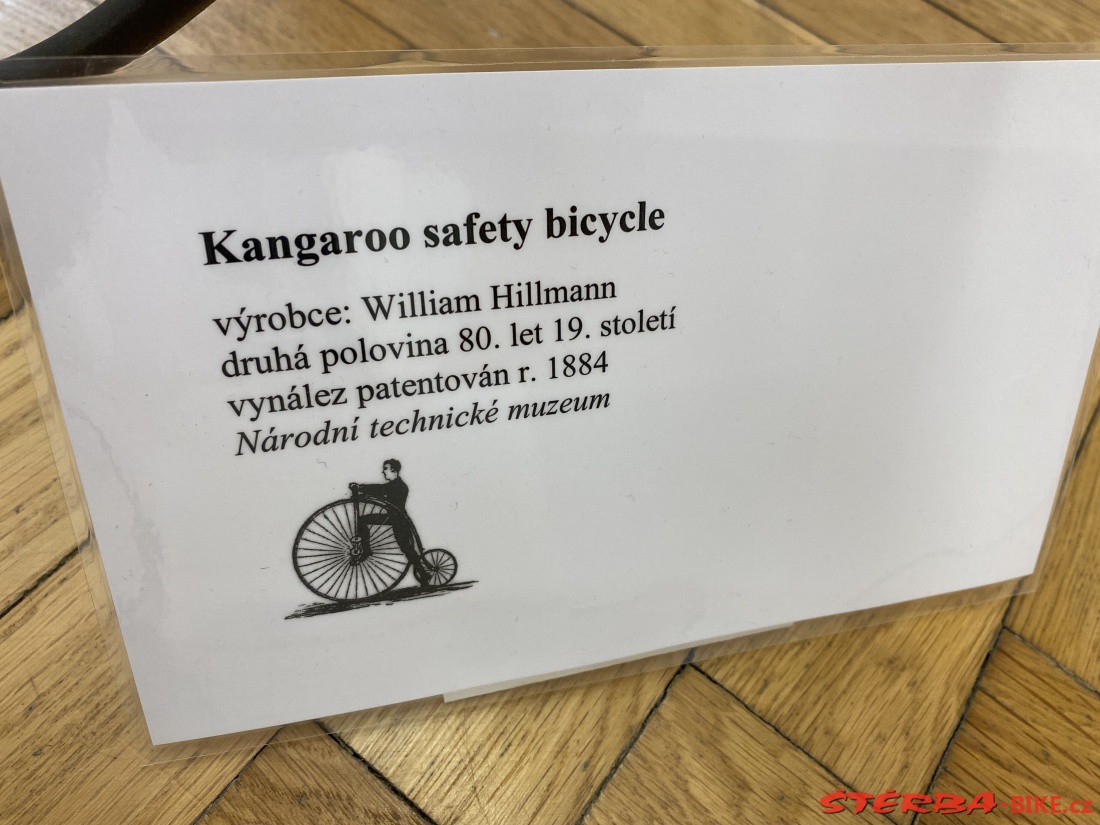 Kangaroo safety bicycle
výrobce: William Hillmann
druhá polovina 80. let 19. století
vynález patentován r. 1884
Národní technické muzeum
ŠTĚRBA-BIKE.cz